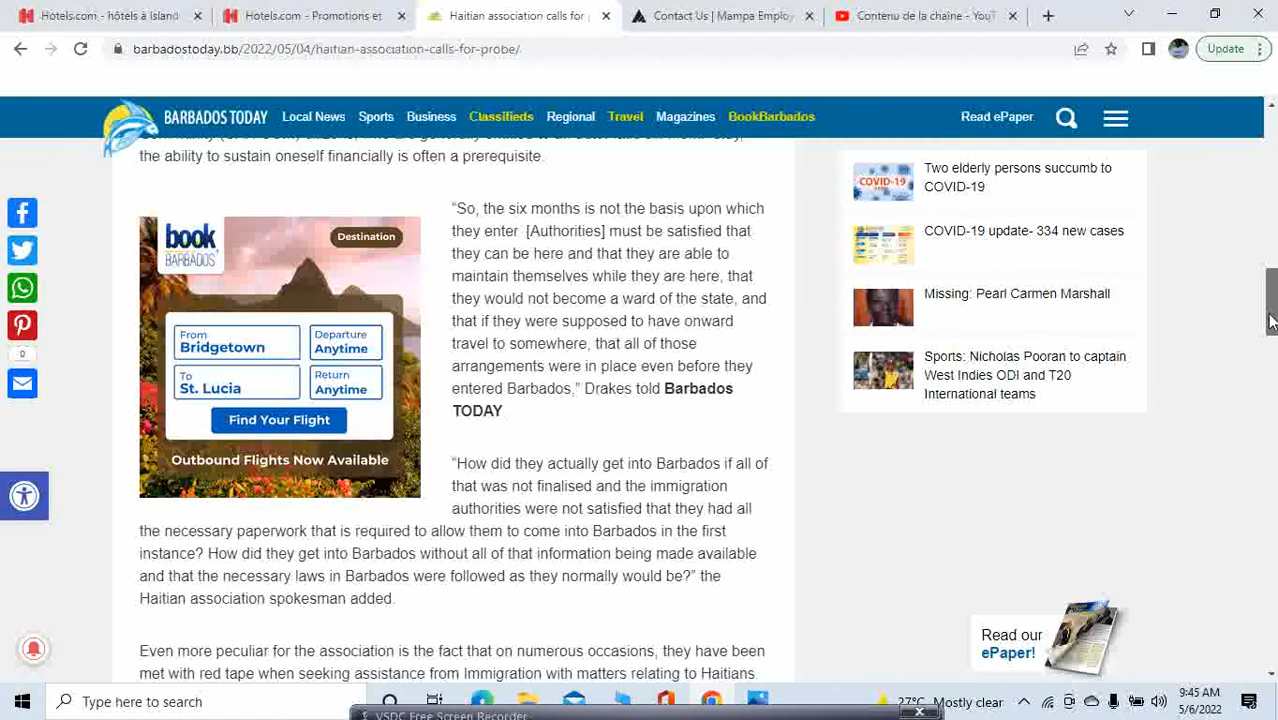 Hotels.com - hôtels à Island
Hotels.com - Promotions et
Haitian association calls for
Contact Us | Mampa Employ
Contenu de la chaîne - YouT
barbadostoday.bb/2022/05/04/haitian-association-calls-for-probe/
Update
BARBADOS TODAY
Local News
Sports
Business
Classifieds
Regional
Travel
Magazines
BookBarbados
Read ePaper
the ability to sustain oneself financially is often a prerequisite.
book
BARBADOS
Destination
From
Bridgetown
Departure
Anytime
To
St. Lucia
Return
Anytime
Find Your Flight
Outbound Flights Now Available
“So, the six months is not the basis upon which
they enter [Authorities] must be satisfied that
they can be here and that they are able to
maintain themselves while they are here, that
they would not become a ward of the state, and
that if they were supposed to have onward
travel to somewhere, that all of those
arrangements were in place even before they
entered Barbados,” Drakes told Barbados
TODAY
“How did they actually get into Barbados if all of
that was not finalised and the immigration
authorities were not satisfied that they had all
the necessary paperwork that is required to allow them to come into Barbados in the first
instance? How did they get into Barbados without all of that information being made available
and that the necessary laws in Barbados were followed as they normally would be?” the
Haitian association spokesman added.
Even more peculiar for the association is the fact that on numerous occasions, they have been
met with red tape when seeking assistance from Immigration with matters relating to Haitians.
COVID-19
Two elderly persons succumb to
COVID-19
COVID-19 update- 334 new cases
Missing: Pearl Carmen Marshall
Sports: Nicholas Pooran to captain
West Indies ODI and T20
International teams
0
Read our
ePaper!
Type here to search
27°C Mostly clear
9:45 AM
5/6/2022
VSDC Free Screen Recorder